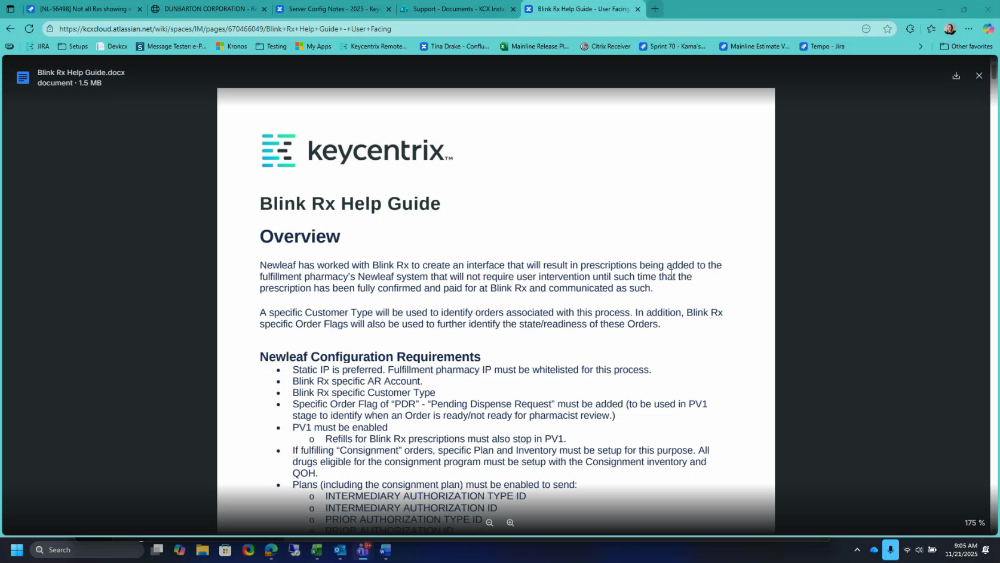 [NL-56498] Not all Rxs showing i
DUNBARTON CORPORATION - Re
Server Config Notes - 2025 - Key
Support - Documents - KCX Insta
Blink Rx Help Guide - User Facing
https://kcxcloud.atlassian.net/wiki/spaces/IM/pages/670466049/Blink+Rx+Help+Guide+-+User+Facing
JIRA
Setups
Devkcx
Message Tester: e-P...
Kronos
Testing
My Apps
Keycentrix Remote...
Tina Drake - Conflu...
Mainline Release Pl...
Citrix Receiver
Sprint 70 - Kama's...
Mainline Estimate V...
Tempo - Jira
Other favorites
Blink Rx Help Guide.docx
document · 1.5 MB
keycentrix™
Blink Rx Help Guide
Overview
Newleaf has worked with Blink Rx to create an interface that will result in prescriptions being added to the
fulfillment pharmacy's Newleaf system that will not require user intervention until such time that the
prescription has been fully confirmed and paid for at Blink Rx and communicated as such.
A specific Customer Type will be used to identify orders associated with this process. In addition, Blink Rx
specific Order Flags will also be used to further identify the state/readiness of these Orders.
Newleaf Configuration Requirements
• Static IP is preferred. Fulfillment pharmacy IP must be whitelisted for this process.
• Blink Rx specific AR Account.
• Blink Rx specific Customer Type
• Specific Order Flag of “PDR” - “Pending Dispense Request” must be added (to be used in PV1
stage to identify when an Order is ready/not ready for pharmacist review.)
• PV1 must be enabled
o Refills for Blink Rx prescriptions must also stop in PV1.
• If fulfilling “Consignment” orders, specific Plan and Inventory must be setup for this purpose. All
drugs eligible for the consignment program must be setup with the Consignment inventory and
QOH.
• Plans (including the consignment plan) must be enabled to send:
o INTERMEDIARY AUTHORIZATION TYPE ID
o INTERMEDIARY AUTHORIZATION ID
o PRIOR AUTHORIZATION TYPE ID
PRIOR AUTHORIZATION ID
175 %
Search
9+
9:05 AM
11/21/2025